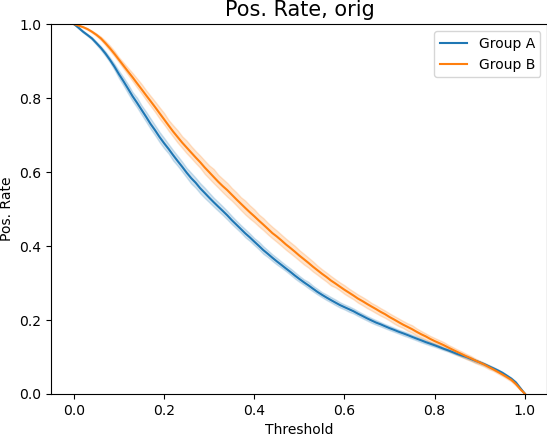 Pos. Rate, orig
Group A
Group B
Pos. Rate
1.0
0.8
0.6
0.4
0.2
0.0
0.0 0.2 0.4 0.6 0.8 1.0
Threshold